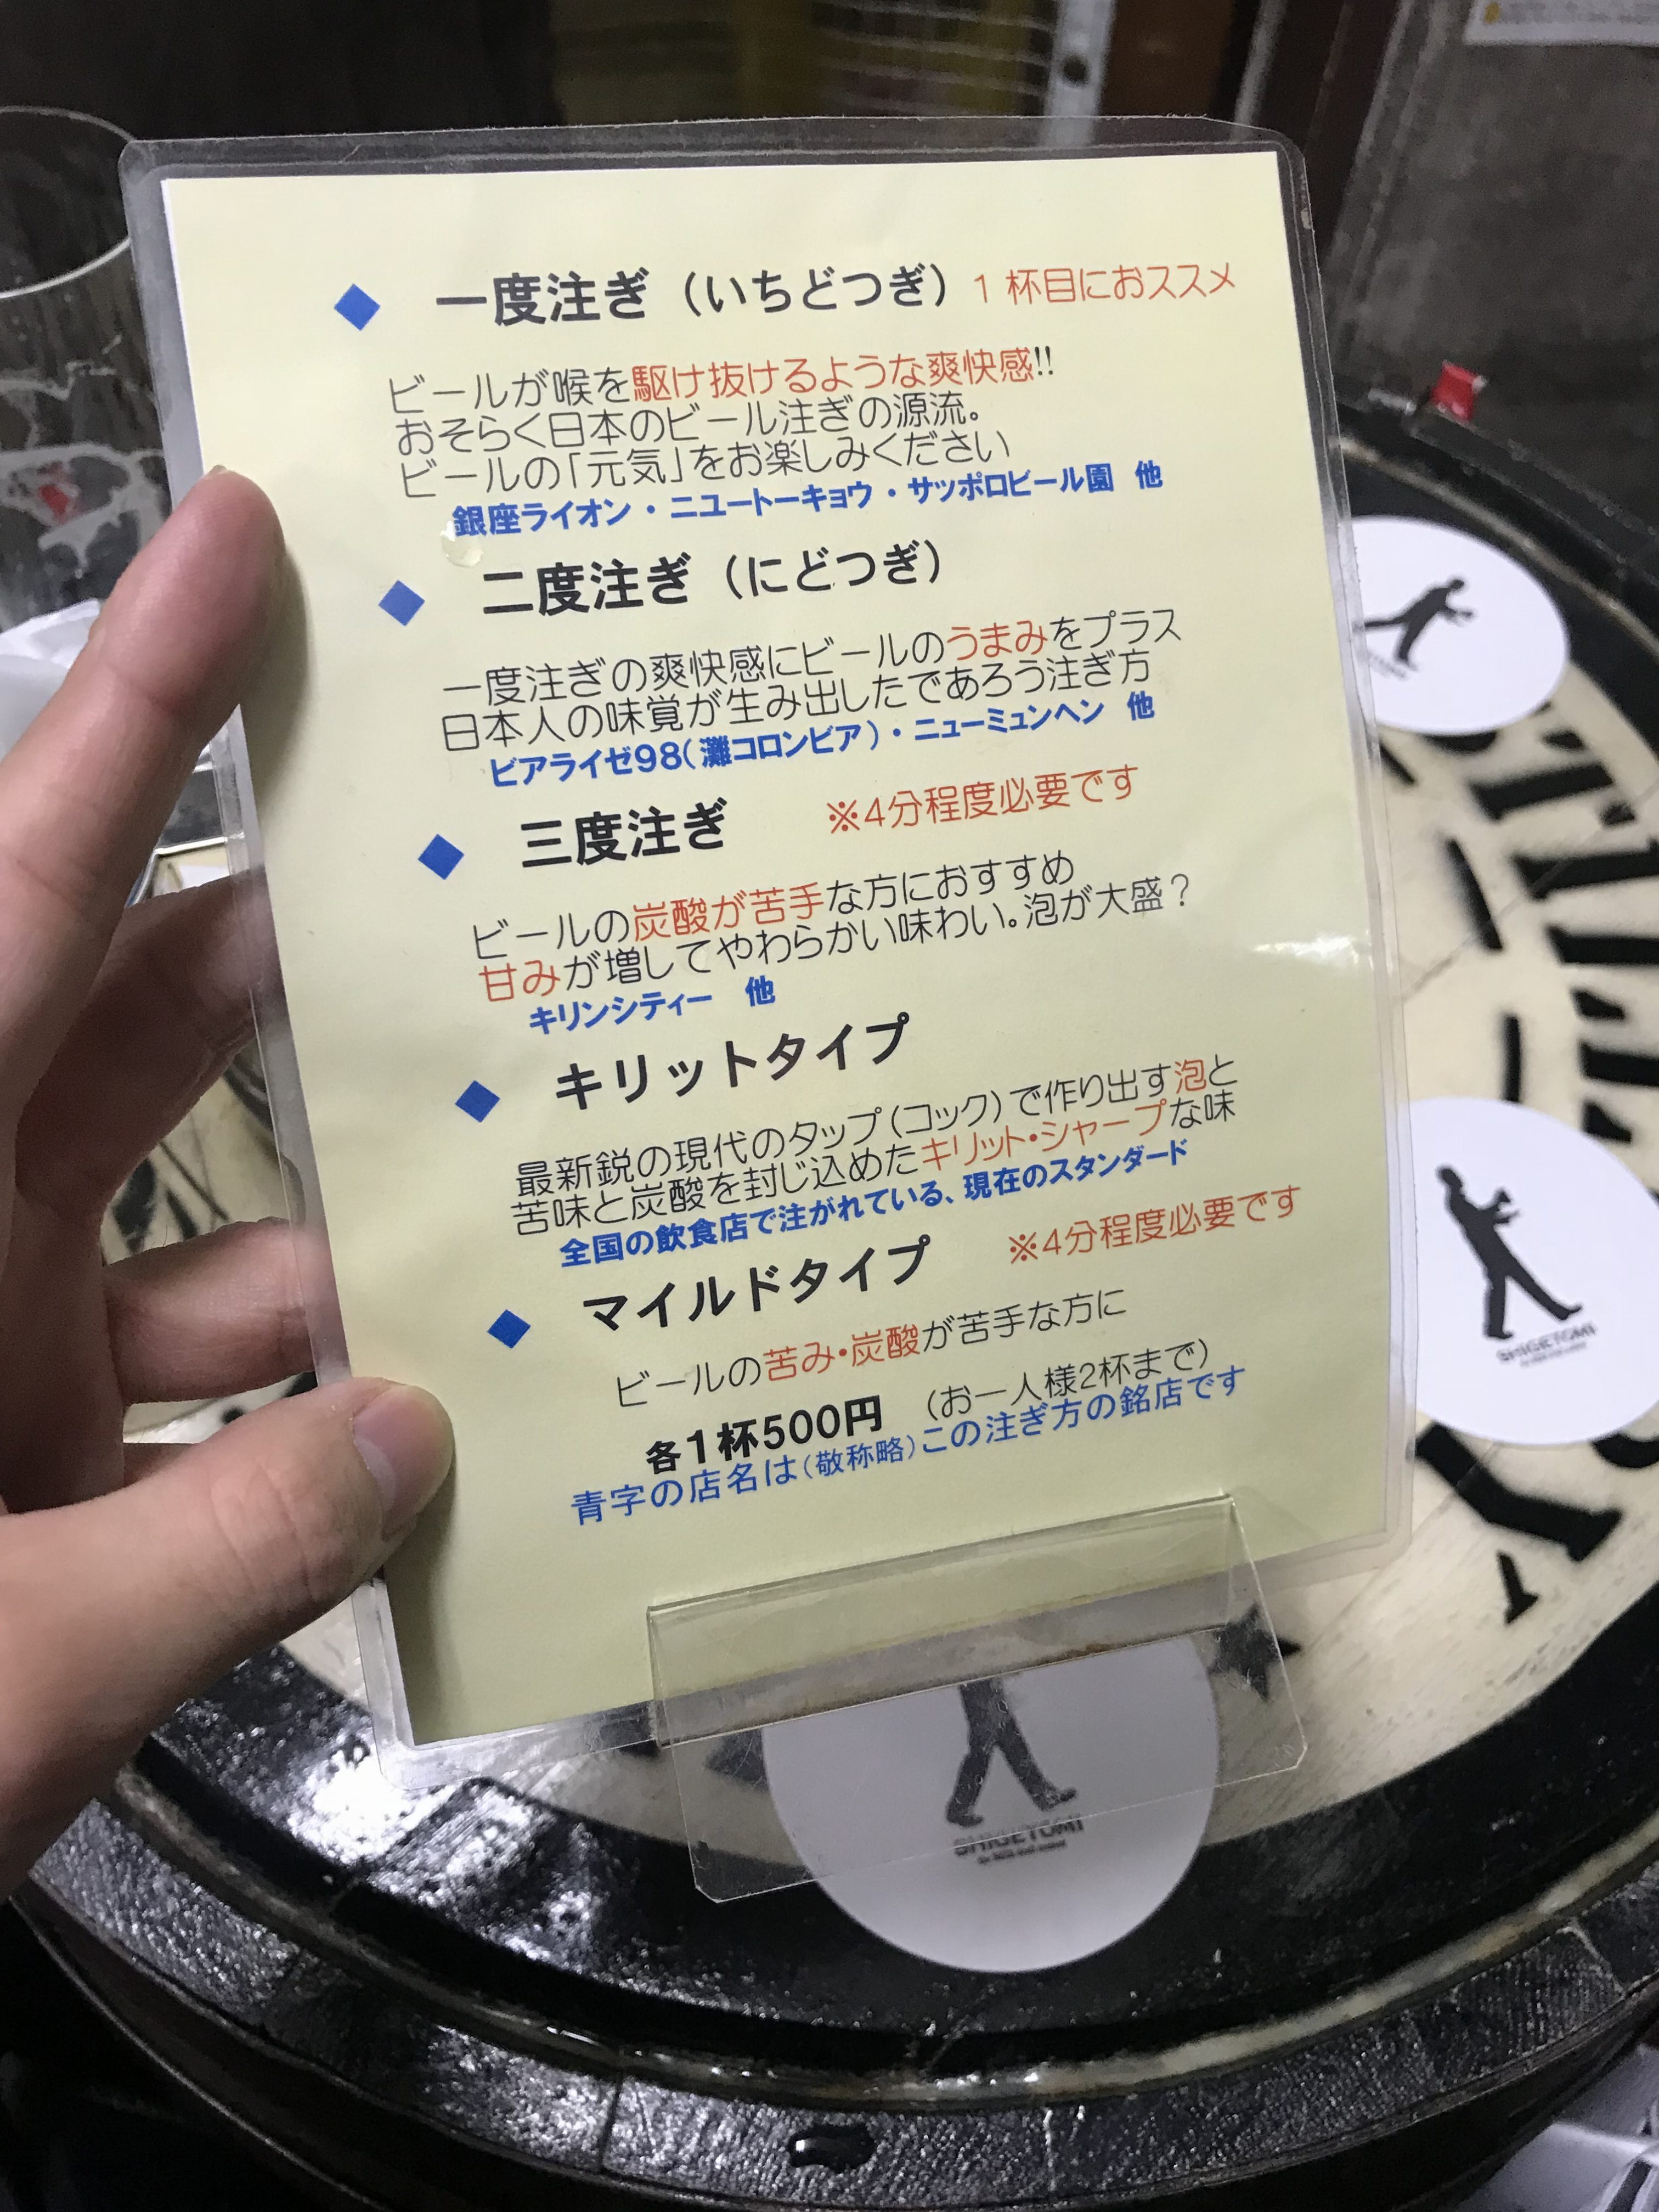 一度注ぎ（いちどつぎ）１杯目におススメ
ビールが喉を駆け抜けるような爽快感!!
おそらく日本のビール注ぎの源流。
ビールの「元気」をお楽しみください
銀座ライオン・ニユートーキョウ・サッポロビール園　他
二度注ぎ（にどつぎ）
一度注ぎの爽快感にビールのうまみをプラス
日本人の味覚が生み出したであろう注ぎ方
ビアライゼ98（灘コロンビア）・ニューミュンヘン　他
三度注ぎ　※4分程度必要です
ビールの炭酸が苦手な方におすすめ
甘みが増してやわらかい味わい。泡が大盛？
キリンシティー　他
キリットタイプ
最新鋭の現代のタップ（コック）で作り出す泡と
苦味と炭酸を封じ込めたキリット・シャープな味
全国の飲食店で注がれている、現在のスタンダード
マイルドタイプ　※4分程度必要です
ビールの苦み・炭酸が苦手な方に
各1杯500円　（お一人様2杯まで）
青字の店名は（敬称略）この注ぎ方の銘店です
SHIGETOMI
SHIGETOMI